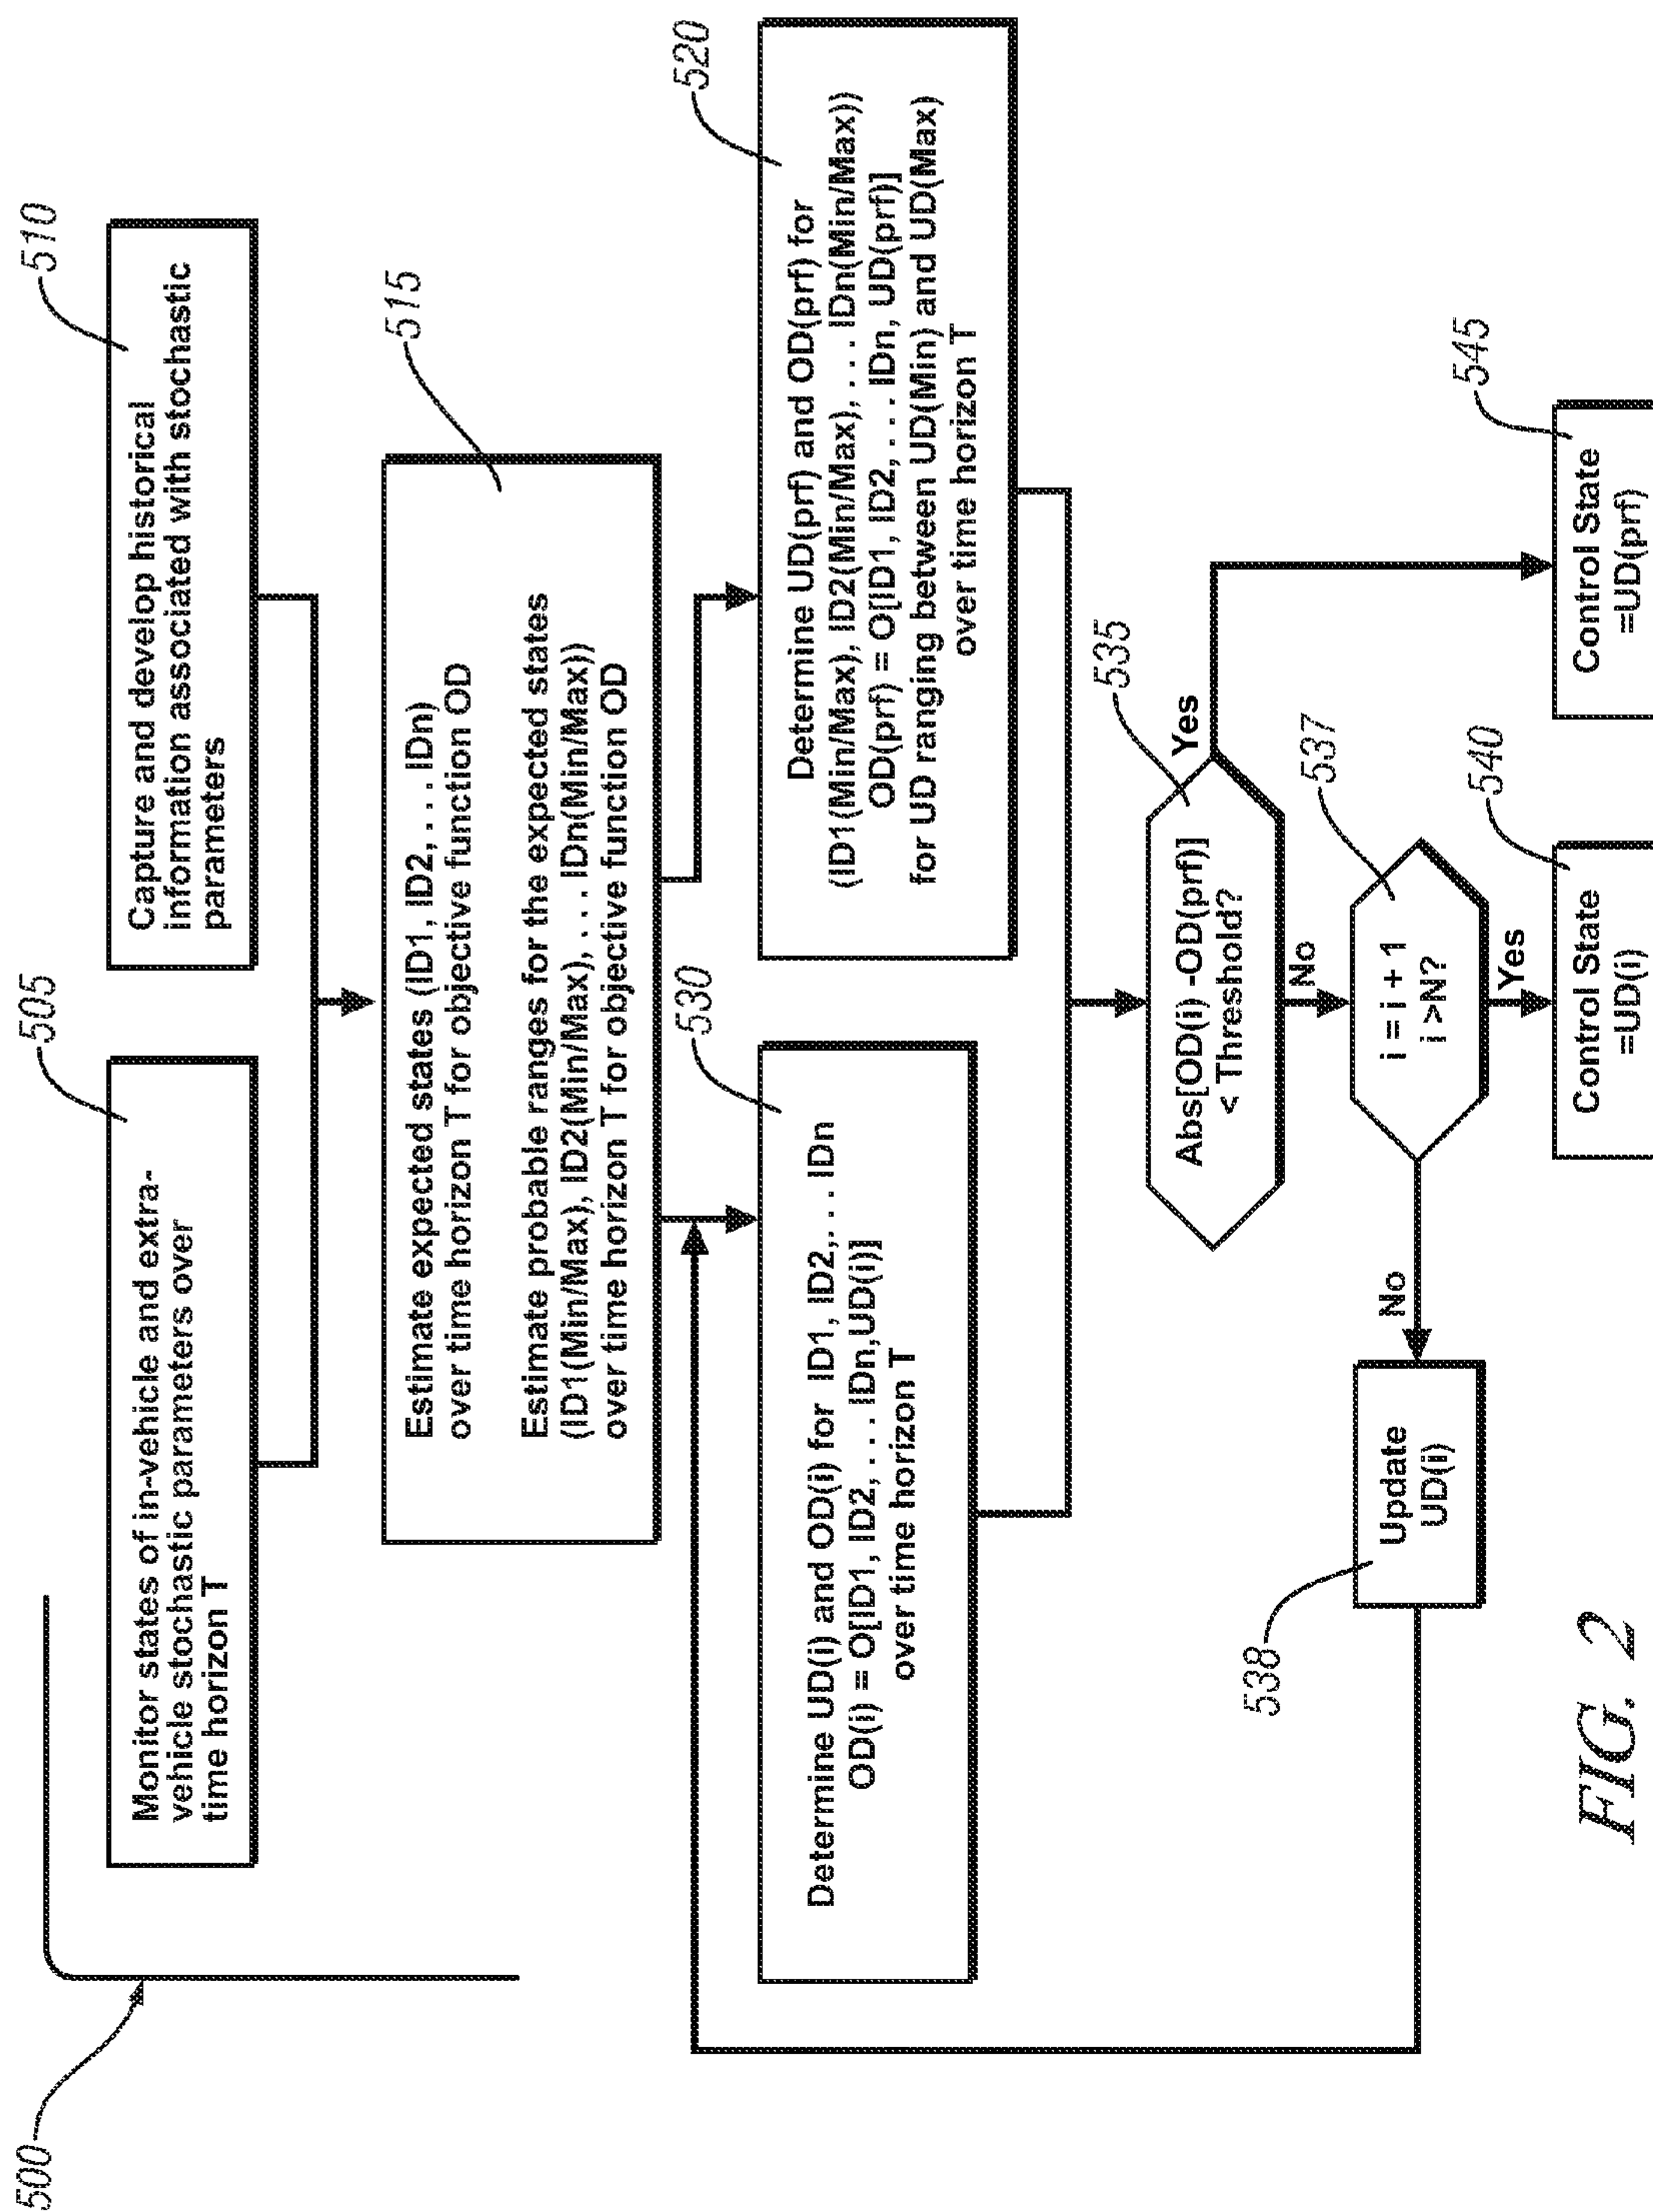 500
505
Monitor states of in-vehicle and extra-
vehicle stochastic parameters over
time horizon T
510
Capture and develop historical
information associated with stochastic
parameters
515
Estimate expected states (ID1, ID2, . . . IDn)
over time horizon T for objective function OD
Estimate probable ranges for the expected states
(ID1(Min/Max), ID2(Min/Max), . . . IDn(Min/Max))
over time horizon T for objective function OD
530
Determine UD(i) and OD(i) for ID1, ID2,. . . IDn
OD(i) = O[ID1, ID2, . . . IDn,UD(i)]
over time horizon T
520
Determine UD(prf) and OD(prf) for
(ID1(Min/Max), ID2(Min/Max), . . . IDn(Min/Max))
OD(prf) = O[ID1, ID2, . . . IDn, UD(prf)]
for UD ranging between UD(Min) and UD(Max)
over time horizon T
535
Abs[OD(i) -OD(prf)]
< Threshold?
Yes
No
537
i = i + 1
i >N?
No
Yes
538
Update
UD(i)
540
Control State
=UD(i)
545
Control State
=UD(prf)
FIG. 2